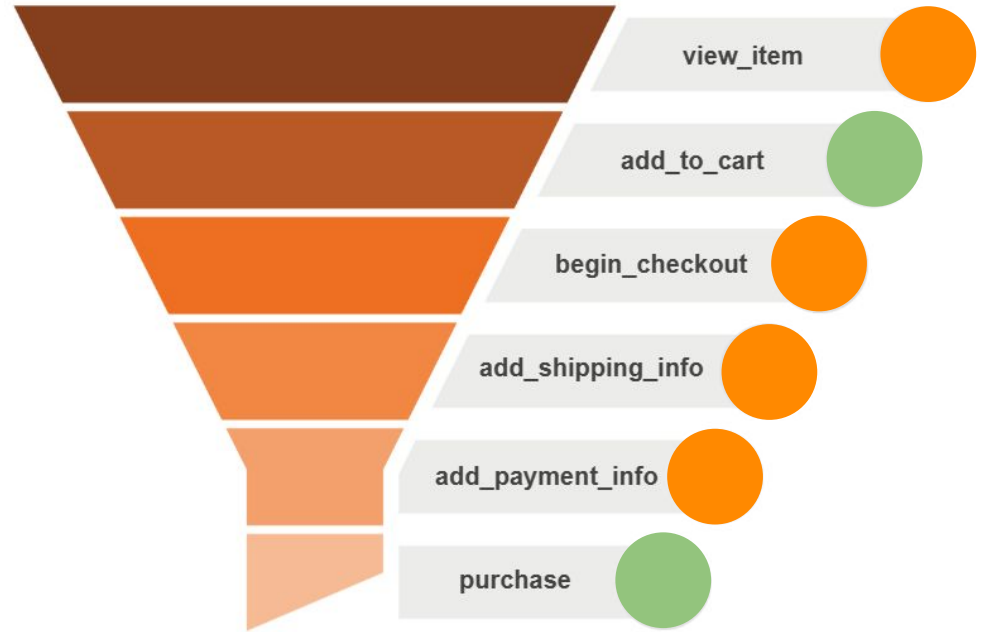 view_item
add_to_cart
begin_checkout
add_shipping_info
add_payment_info
purchase